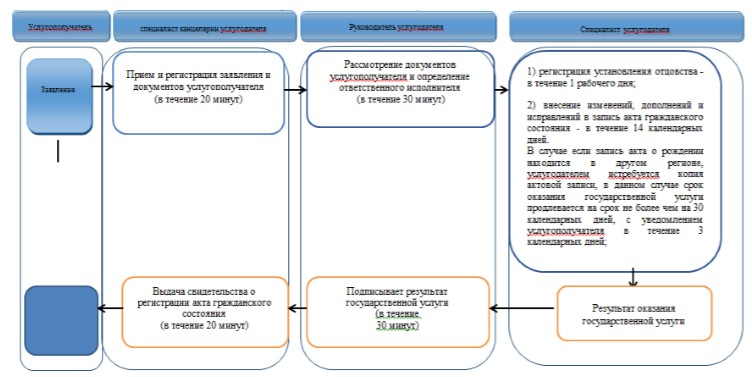 Услугополучатель
специалист канцелярии услугодателя
Руководитель услугодателя
Специалист услугодателя
Заявление
Прием и регистрация заявления и
документов услугополучателя
(в течение 20 минут)
Рассмотрение документов
услугополучателя и определение
ответственного исполнителя
(в течение 30 минут)
1) регистрация установления отцовства -
в течение 1 рабочего дня;
2) внесение изменений, дополнений и
исправлений в запись акта гражданского
состояния - в течение 14 календарных
дней.
В случае если запись акта о рождении
находится в другом регионе,
услугодателем истребуется копия
актовой записи, в данном случае срок
оказания государственной услуги
продлевается на срок не более чем на 30
календарных дней, с уведомлением
услугополучателя в течение 3
календарных дней;
Выдача свидетельства о
регистрации акта гражданского
состояния
(в течение 20 минут)
Подписывает результат
государственной услуги
(в течение
30 минут)
Результат оказания
государственной услуги